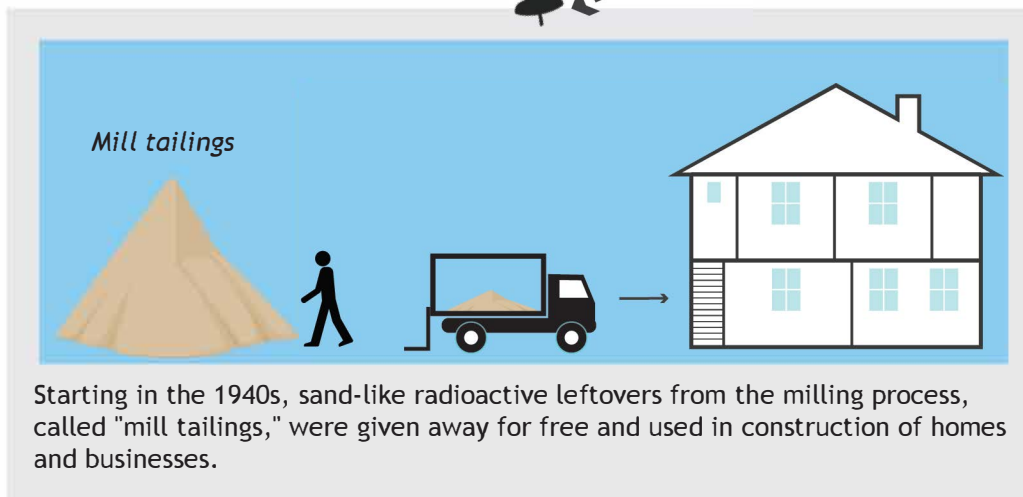 Mill tailings
Starting in the 1940s, sand-like radioactive leftovers from the milling process,
called "mill tailings," were given away for free and used in construction of homes
and businesses.